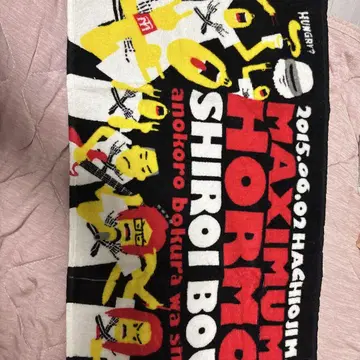 HUNGRY?
2015.06.02 HACHIOJI M
MAXIMUM
HORMO
SHIROI BO
anokoro bokura wa